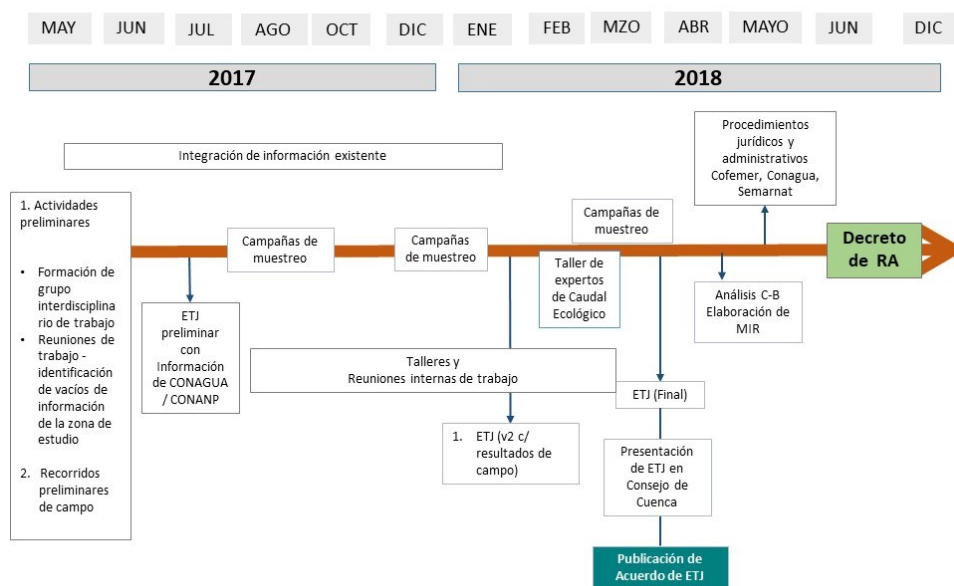 MAY JUN JUL AGO OCT DIC ENE FEB MZO ABR MAYO JUN DIC
2017 2018
Procedimientos
jurídicos y
administrativos
Cofemer, Conagua,
Semarnat
Integración de información existente
1. Actividades
preliminares
• Formación de
grupo
interdisciplina
rio de trabajo
• Reuniones de
trabajo -
identificación
de vacíos de
información
de la zona de
estudio
2. Recorridos
preliminares
de campo
Campañas de
muestreo
Campañas
de muestreo
Campañas de
muestreo
Decreto
de RA
ETJ
preliminar
con
Información
de CONAGUA
/ CONANP
Taller de
expertos
de Caudal
Ecológico
Análisis C-B
Elaboración de
MIR
Talleres y
Reuniones internas de trabajo
1. ETJ (v2 c/
resultados de
campo)
ETJ (Final)
Presentación
de ETJ en
Consejo de
Cuenca
Publicación de
Acuerdo de ETJ